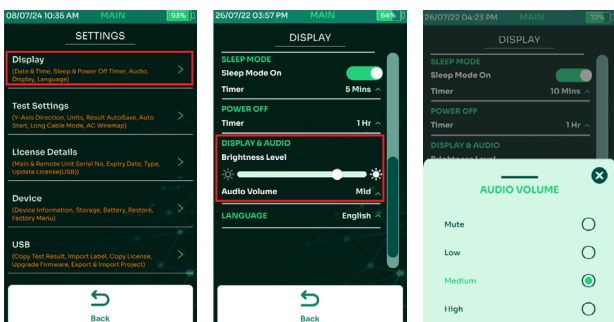 08/07/24 10:35 AM MAIN 93%
SETTINGS
Display
(Date & Time, Sleep & Power Off Timer, Audio,
Display, Language)
Test Settings
(Y-Axis Direction, Units, Result AutoSave, Auto
Start, Long Cable Mode, AC Wiremap)
License Details
(Main & Remote Unit Serial No, Expiry Date, Type,
Update License(USB))
Device
(Device Information, Storage, Battery, Restore,
Factory Menu)
USB
(Copy Test Result, Import Label, Copy License,
Upgrade Firmware, Export & Import Project)
Back
26/07/22 03:57 PM MAIN 64%
DISPLAY
SLEEP MODE
Sleep Mode On
Timer 5 Mins
POWER OFF
Timer 1 Hr
DISPLAY & AUDIO
Brightness Level
Audio Volume Mid
LANGUAGE English
Back
26/07/22 04:23 PM MAIN 72%
DISPLAY
SLEEP MODE
Sleep Mode On
Timer 10 Mins
POWER OFF
Timer 1 Hr
DISPLAY & AUDIO
Brightness Level
AUDIO VOLUME
Mute
Low
Medium
High